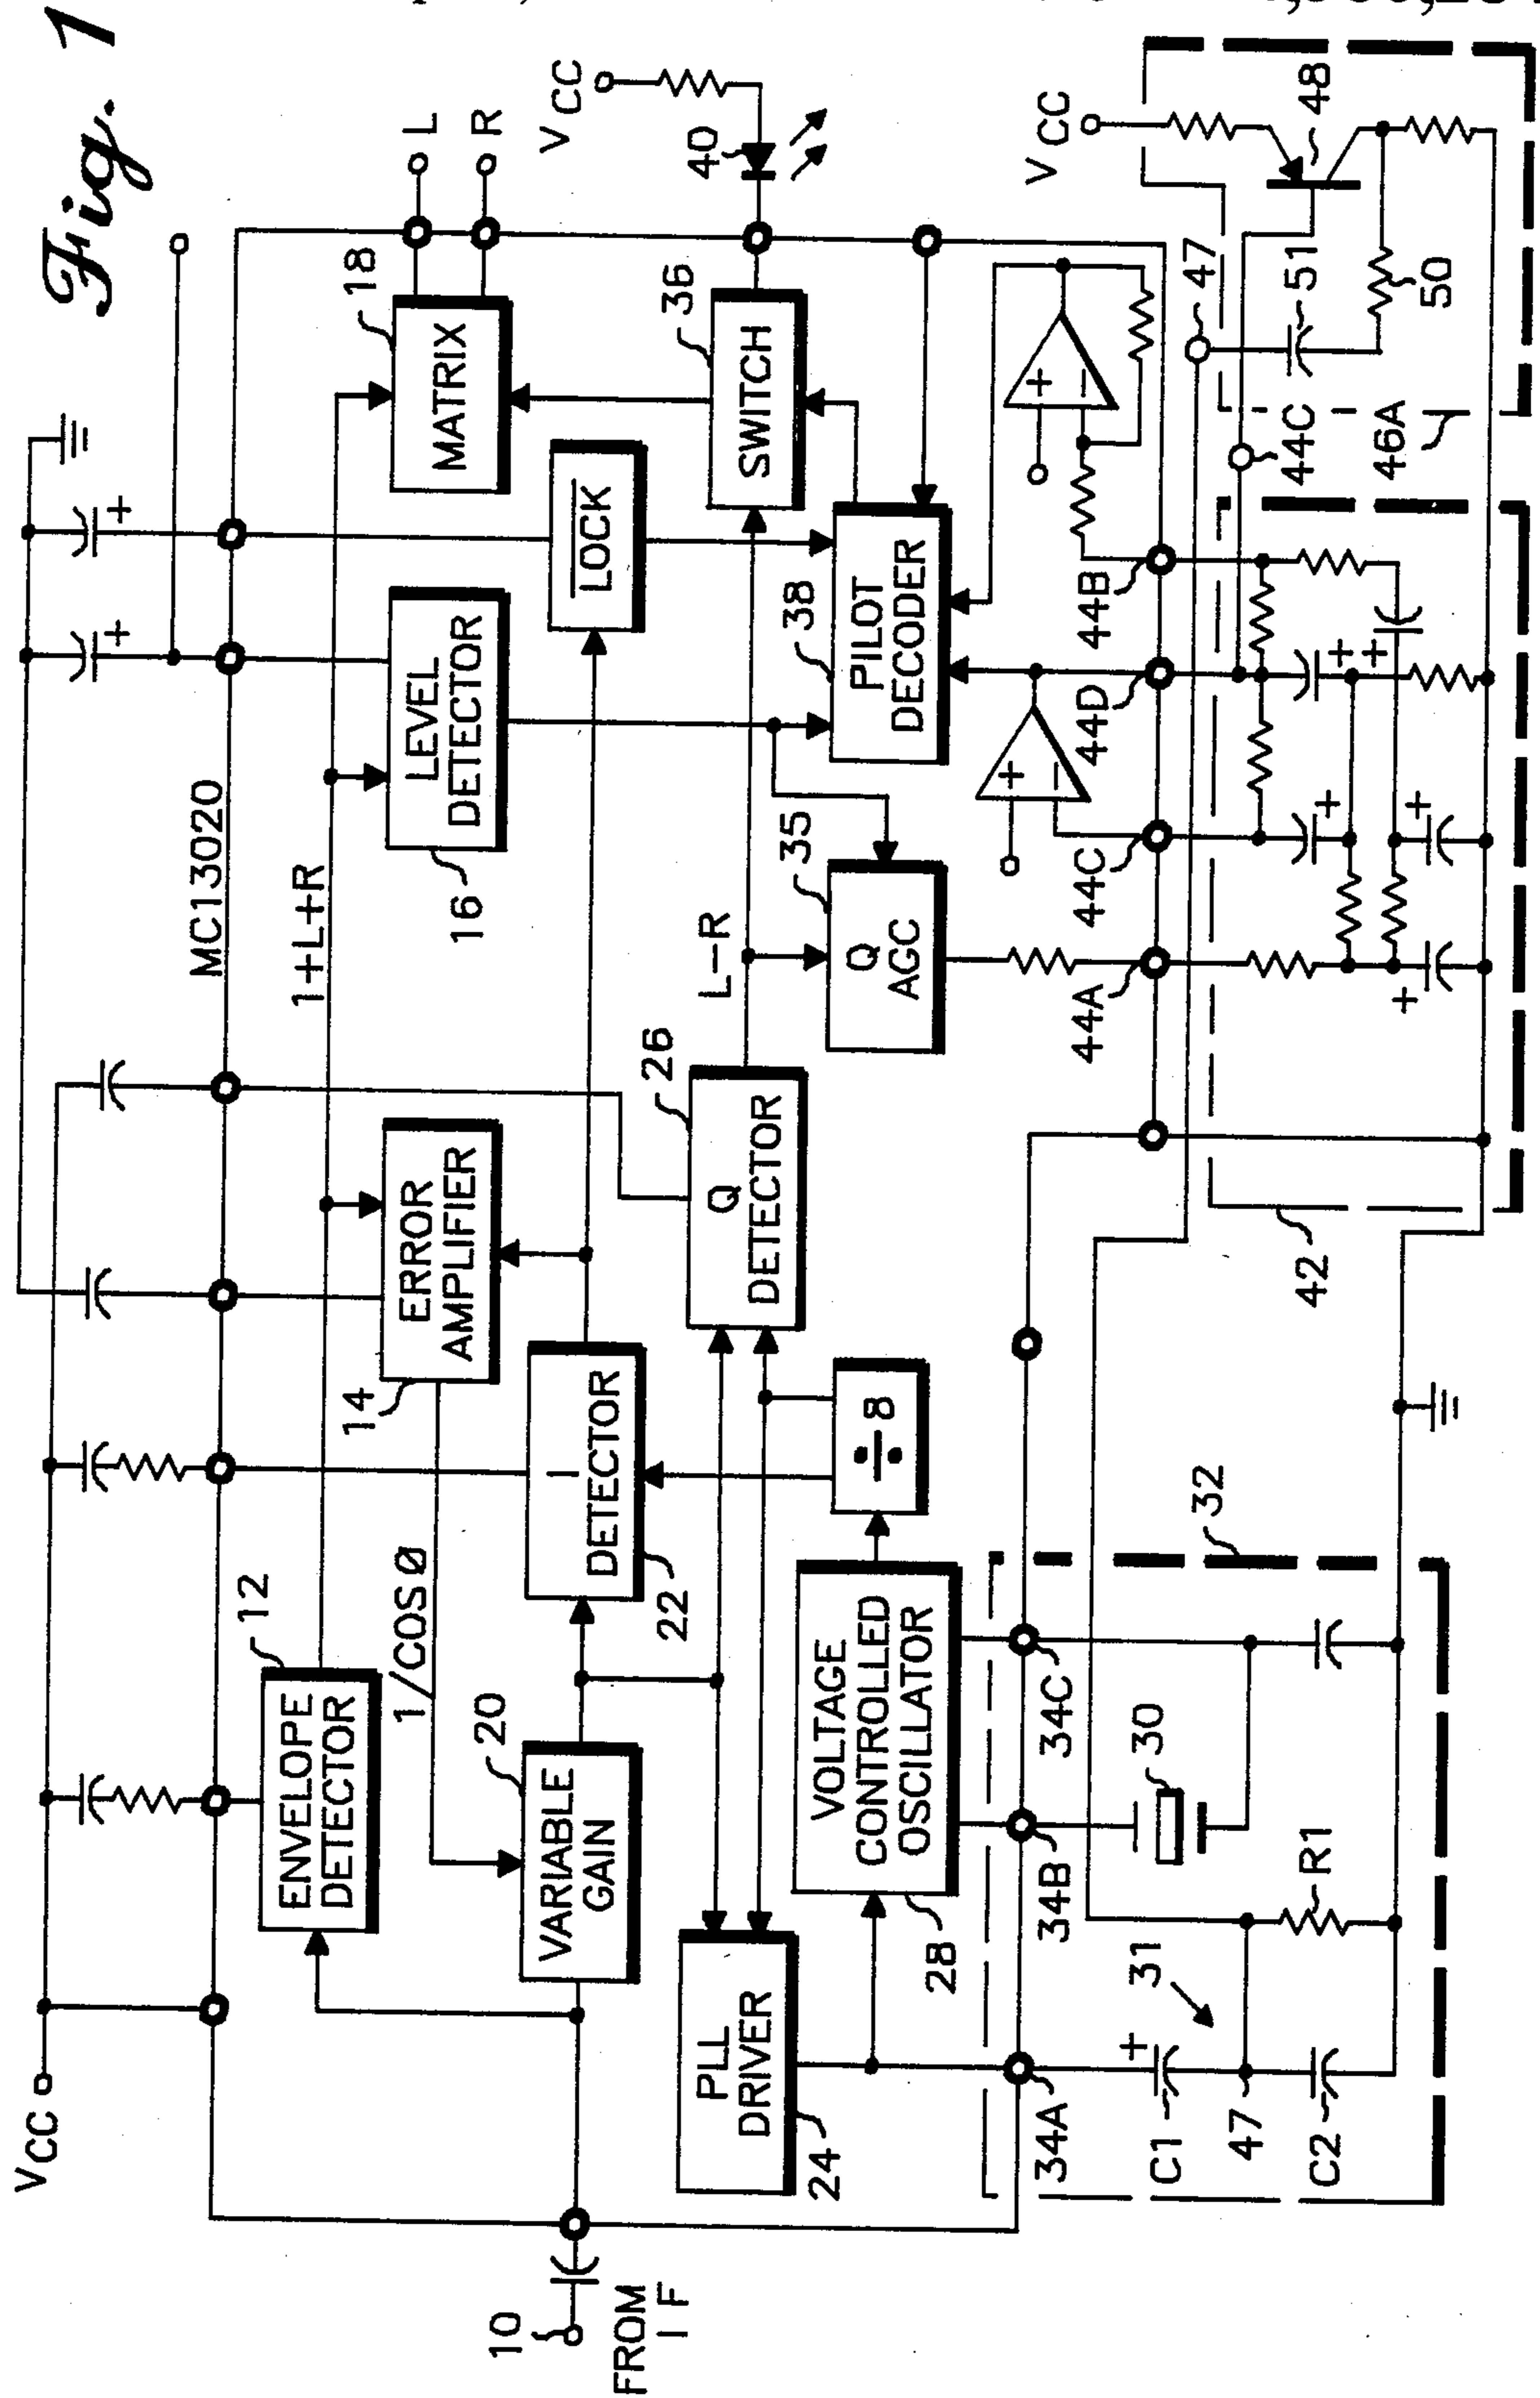 Fig. 1
VCC
MC13020
12
ENVELOPE
DETECTOR
1+L+R
14
ERROR
AMPLIFIER
16
LEVEL
DETECTOR
18
MATRIX
L
R
1/COSØ
20
VARIABLE
GAIN
22
I
DETECTOR
LOCK
10
FROM
IF
26
Q
DETECTOR
L-R
36
SWITCH
40
VCC
24
PLL
DRIVER
28
VOLTAGE
CONTROLLED
OSCILLATOR
÷8
35
Q
AGC
38
PILOT
DECODER
+
-
+
-
34A
34B
34C
32
44A
44C
44D
44B
31
30
R1
C1
+
47
C2
42
+
+
+
+
+
+
+
44C
46A
47
51
50
48
VCC